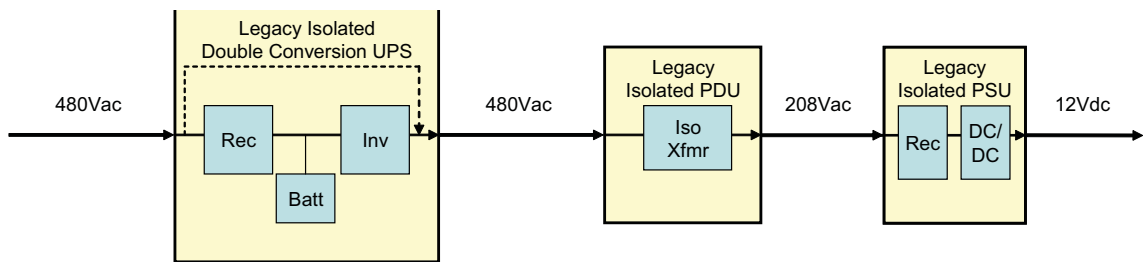 Legacy Isolated
Double Conversion UPS
Legacy
Isolated PDU
Legacy
Isolated PSU
480Vac
480Vac
208Vac
12Vdc
Rec
Inv
Batt
Iso
Xfmr
Rec
DC/
DC